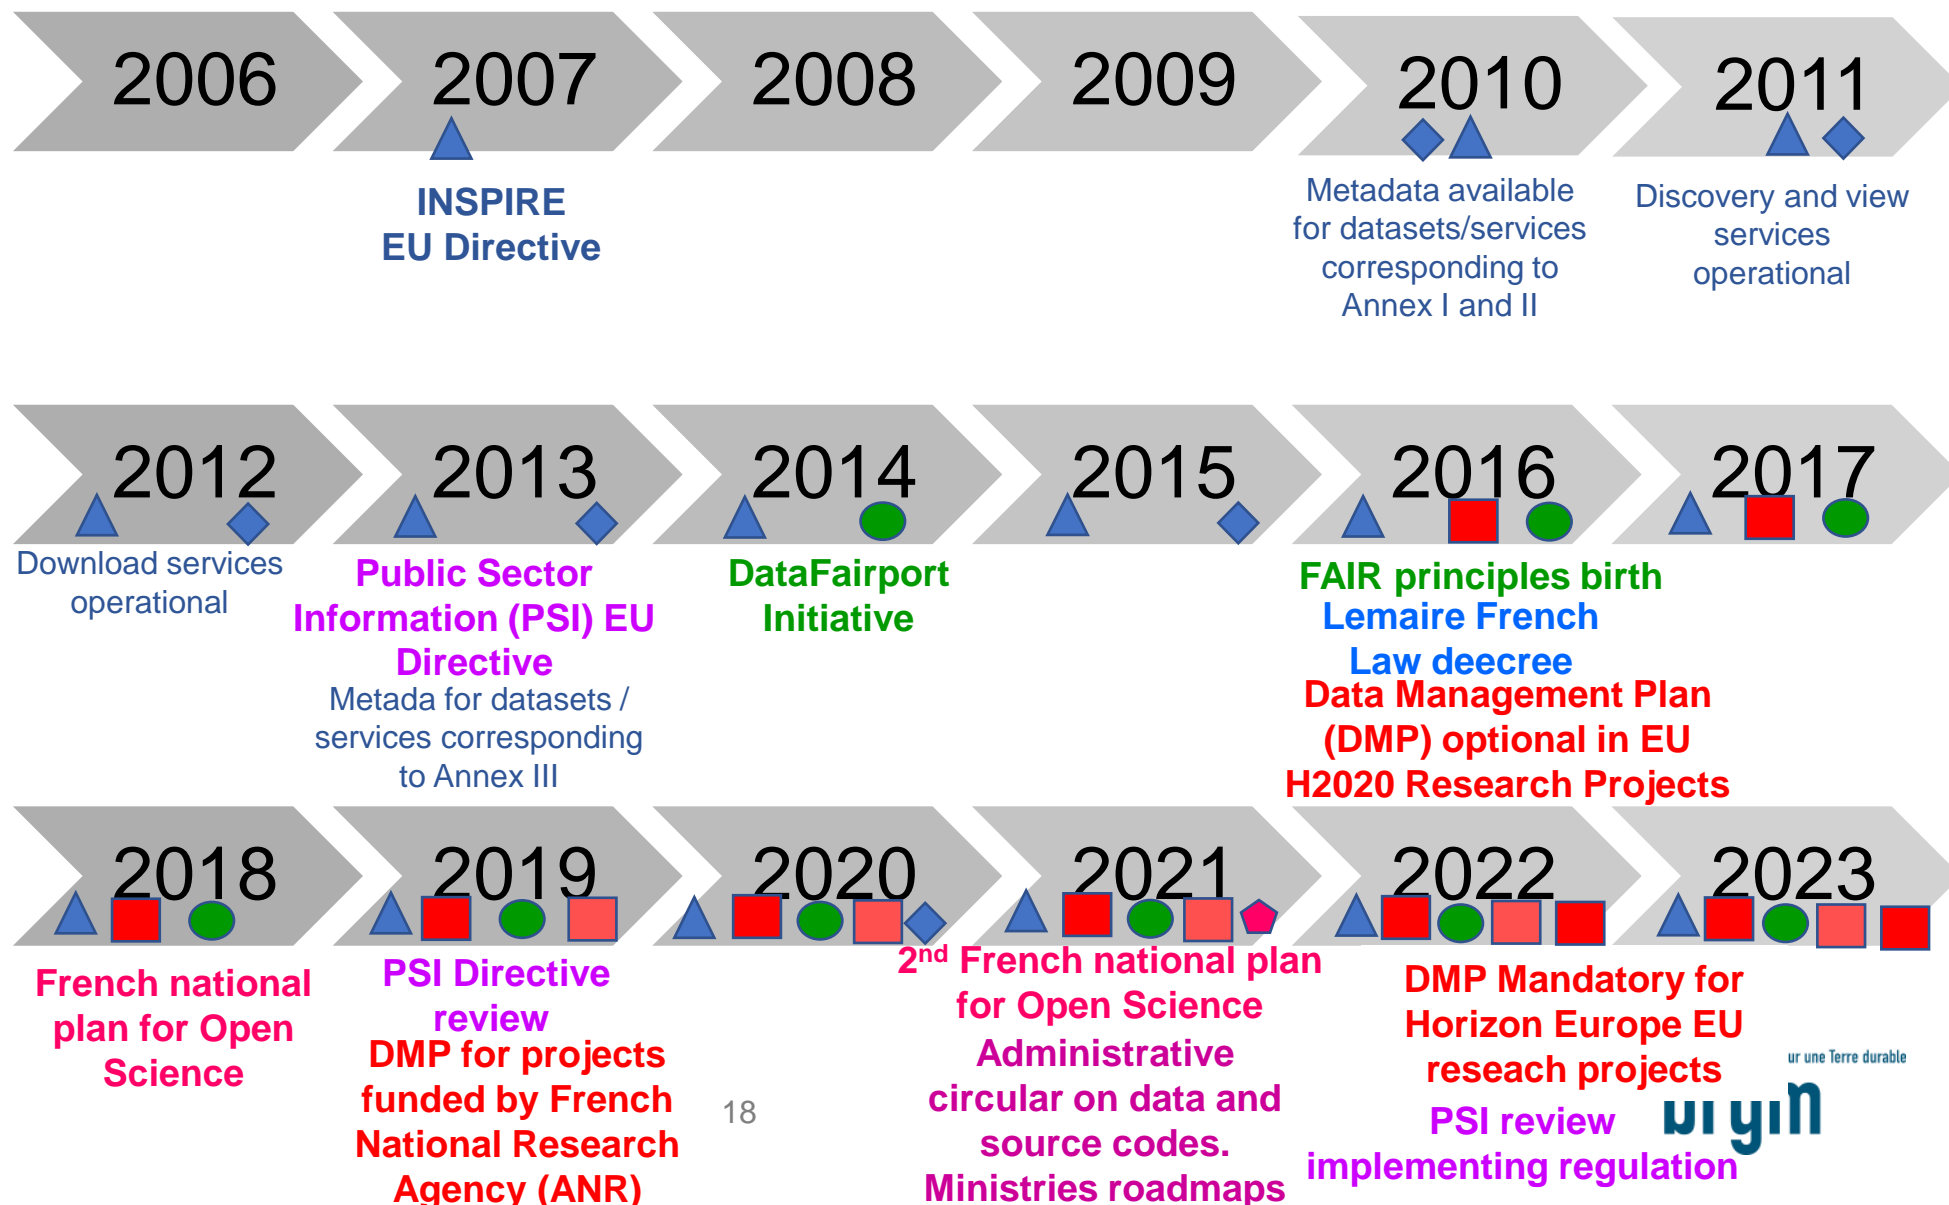 2006
2007
2008
2009
2010
2011
INSPIRE
EU Directive
Metadata available
for datasets/services
corresponding to
Annex I and II
Discovery and view
services
operational
2012
2013
2014
2015
2016
2017
Download services
operational
Public Sector
Information (PSI) EU
Directive
Metada for datasets /
services corresponding
to Annex III
DataFairport
Initiative
FAIR principles birth
Lemaire French
Law deecree
Data Management Plan
(DMP) optional in EU
H2020 Research Projects
2018
2019
2020
2021
2022
2023
French national
plan for Open
Science
PSI Directive
review
DMP for projects
funded by French
National Research
Agency (ANR)
2nd French national plan
for Open Science
Administrative
circular on data and
source codes.
Ministries roadmaps
DMP Mandatory for
Horizon Europe EU
reseach projects
PSI review
implementing regulation
ur une Terre durable
18